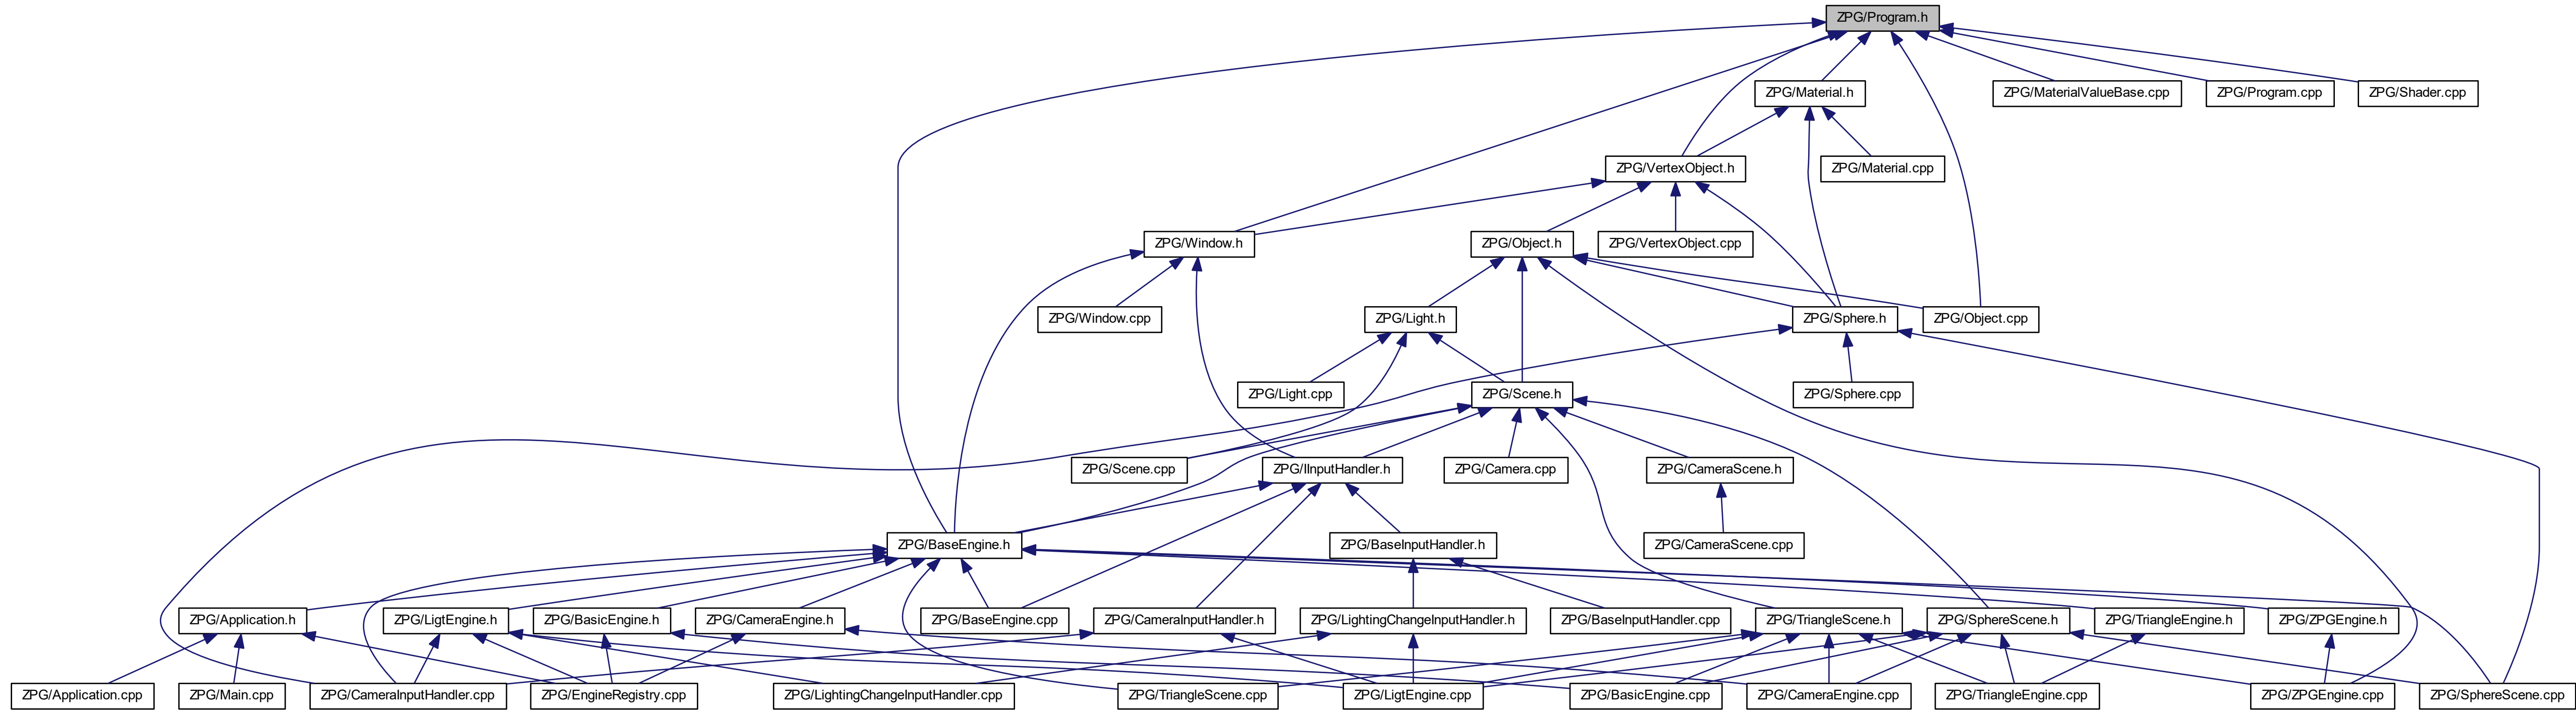 ZPG/Program.h
ZPG/Material.h
ZPG/MaterialValueBase.cpp
ZPG/Program.cpp
ZPG/Shader.cpp
ZPG/VertexObject.h
ZPG/Material.cpp
ZPG/Window.h
ZPG/Object.h
ZPG/VertexObject.cpp
ZPG/Window.cpp
ZPG/Light.h
ZPG/Sphere.h
ZPG/Object.cpp
ZPG/Light.cpp
ZPG/Scene.h
ZPG/Sphere.cpp
ZPG/Scene.cpp
ZPG/IInputHandler.h
ZPG/Camera.cpp
ZPG/CameraScene.h
ZPG/BaseEngine.h
ZPG/BaseInputHandler.h
ZPG/CameraScene.cpp
ZPG/Application.h
ZPG/LigtEngine.h
ZPG/BasicEngine.h
ZPG/CameraEngine.h
ZPG/BaseEngine.cpp
ZPG/CameraInputHandler.h
ZPG/LightingChangeInputHandler.h
ZPG/BaseInputHandler.cpp
ZPG/TriangleScene.h
ZPG/SphereScene.h
ZPG/TriangleEngine.h
ZPG/ZPGEngine.h
ZPG/Application.cpp
ZPG/Main.cpp
ZPG/CameraInputHandler.cpp
ZPG/EngineRegistry.cpp
ZPG/LightingChangeInputHandler.cpp
ZPG/TriangleScene.cpp
ZPG/LigtEngine.cpp
ZPG/BasicEngine.cpp
ZPG/CameraEngine.cpp
ZPG/TriangleEngine.cpp
ZPG/ZPGEngine.cpp
ZPG/SphereScene.cpp